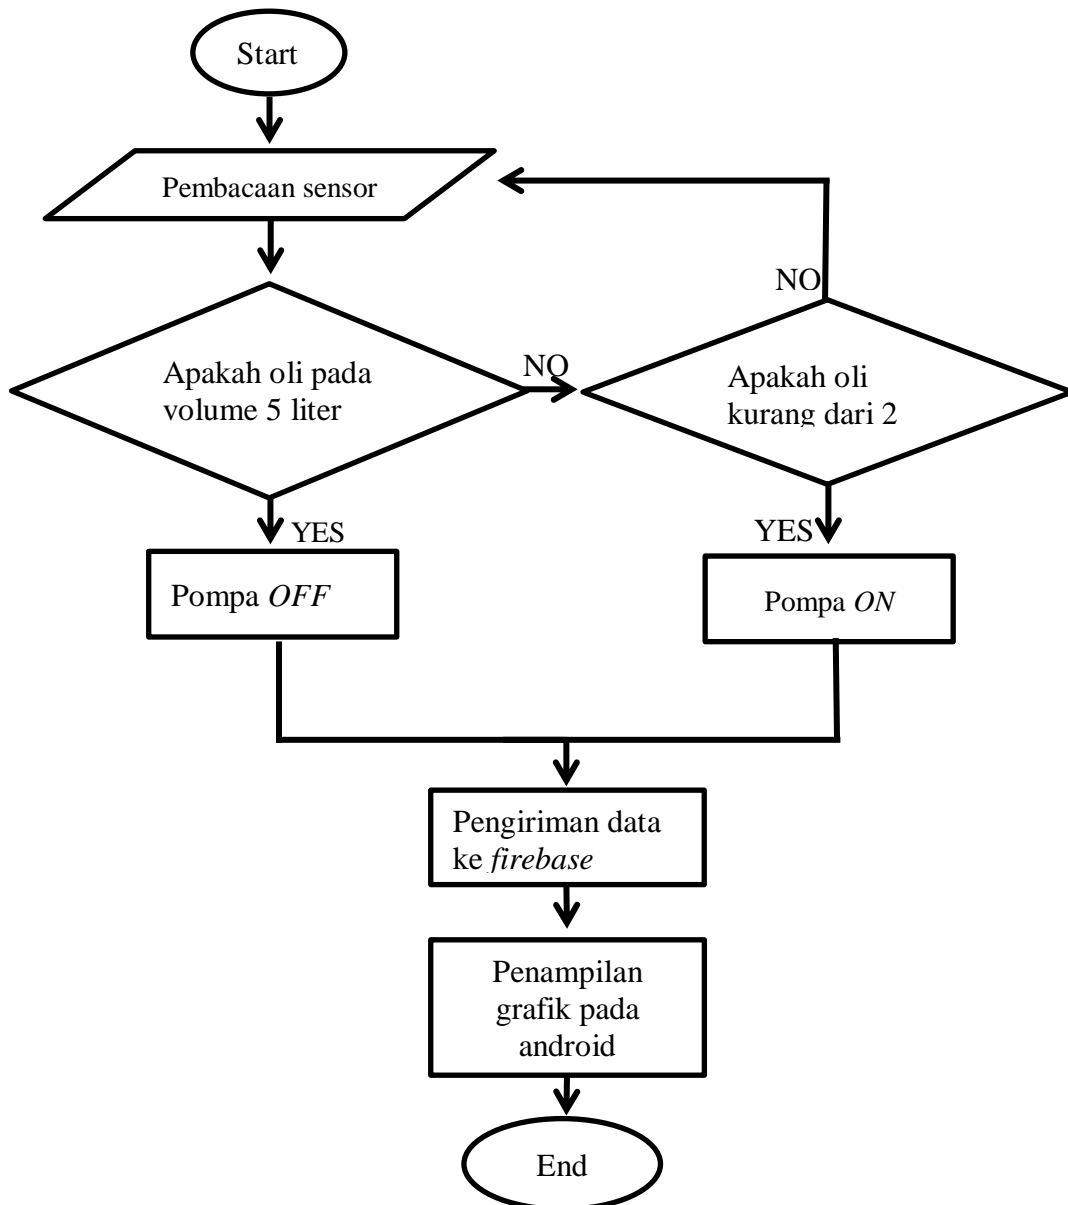 Start
Pembacaan sensor
NO
Apakah oli pada
volume 5 liter
NO
Apakah oli
kurang dari 2
YES
YES
Pompa OFF
Pompa ON
Pengiriman data
ke firebase
Penampilan
grafik pada
android
End